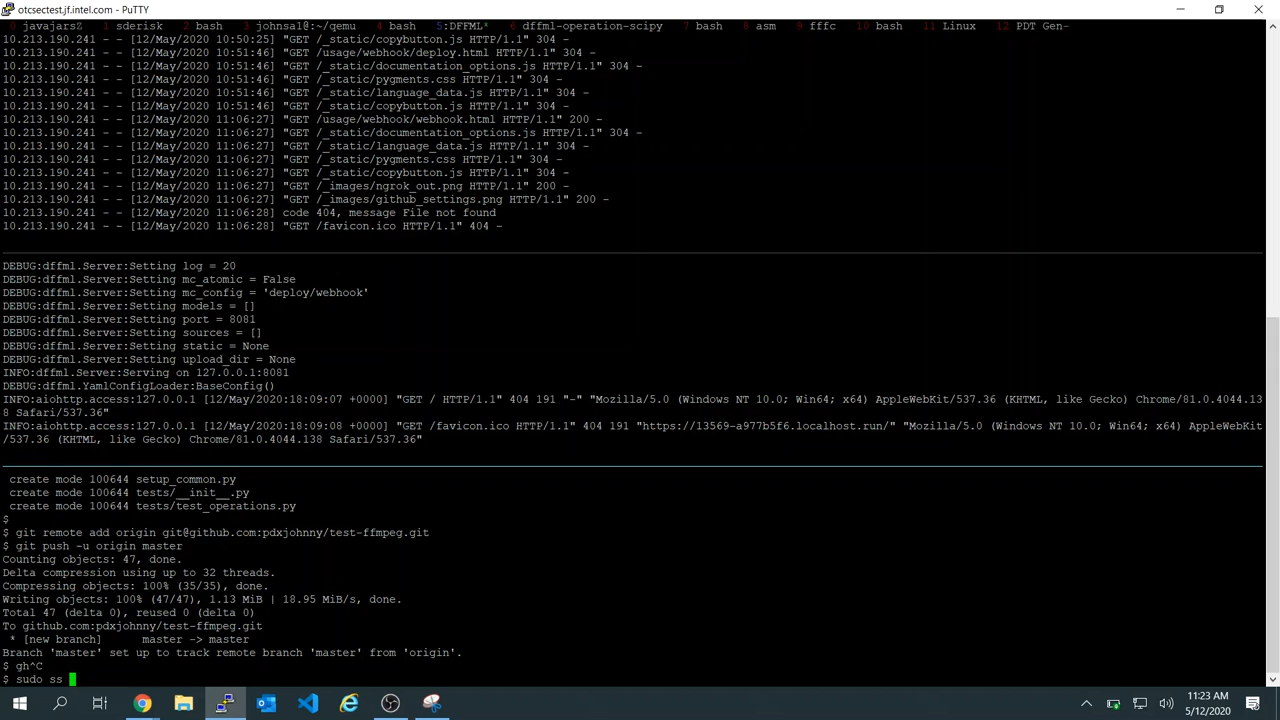 otcsectest.jf.intel.com - PuTTY
0 javajarsZ 1 sderisk 2 bash 3 johnsa1@:~/qemu 4 bash 5:DFFML* 6 dffml-operation-scipy 7 bash 8 asm 9 fffc 10 bash 11 Linux 12 PDT Gen-
10.213.190.241 - - [12/May/2020 10:50:25] "GET /_static/copybutton.js HTTP/1.1" 304 -
10.213.190.241 - - [12/May/2020 10:51:46] "GET /usage/webhook/deploy.html HTTP/1.1" 304 -
10.213.190.241 - - [12/May/2020 10:51:46] "GET /_static/documentation_options.js HTTP/1.1" 304 -
10.213.190.241 - - [12/May/2020 10:51:46] "GET /_static/pygments.css HTTP/1.1" 304 -
10.213.190.241 - - [12/May/2020 10:51:46] "GET /_static/language_data.js HTTP/1.1" 304 -
10.213.190.241 - - [12/May/2020 10:51:46] "GET /_static/copybutton.js HTTP/1.1" 304 -
10.213.190.241 - - [12/May/2020 11:06:27] "GET /usage/webhook/webhook.html HTTP/1.1" 200 -
10.213.190.241 - - [12/May/2020 11:06:27] "GET /_static/documentation_options.js HTTP/1.1" 304 -
10.213.190.241 - - [12/May/2020 11:06:27] "GET /_static/language_data.js HTTP/1.1" 304 -
10.213.190.241 - - [12/May/2020 11:06:27] "GET /_static/pygments.css HTTP/1.1" 304 -
10.213.190.241 - - [12/May/2020 11:06:27] "GET /_static/copybutton.js HTTP/1.1" 304 -
10.213.190.241 - - [12/May/2020 11:06:27] "GET /_images/ngrok_out.png HTTP/1.1" 200 -
10.213.190.241 - - [12/May/2020 11:06:27] "GET /_images/github_settings.png HTTP/1.1" 200 -
10.213.190.241 - - [12/May/2020 11:06:28] code 404, message File not found
10.213.190.241 - - [12/May/2020 11:06:28] "GET /favicon.ico HTTP/1.1" 404 -
DEBUG:dffml.Server:Setting log = 20
DEBUG:dffml.Server:Setting mc_atomic = False
DEBUG:dffml.Server:Setting mc_config = 'deploy/webhook'
DEBUG:dffml.Server:Setting models = []
DEBUG:dffml.Server:Setting port = 8081
DEBUG:dffml.Server:Setting sources = []
DEBUG:dffml.Server:Setting static = None
DEBUG:dffml.Server:Setting upload_dir = None
INFO:dffml.Server:Serving on 127.0.0.1:8081
DEBUG:dffml.YamlConfigLoader:BaseConfig()
INFO:aiohttp.access:127.0.0.1 [12/May/2020:18:09:07 +0000] "GET / HTTP/1.1" 404 191 "-" "Mozilla/5.0 (Windows NT 10.0; Win64; x64) AppleWebKit/537.36 (KHTML, like Gecko) Chrome/81.0.4044.13
8 Safari/537.36"
INFO:aiohttp.access:127.0.0.1 [12/May/2020:18:09:08 +0000] "GET /favicon.ico HTTP/1.1" 404 191 "https://13569-a977b5f6.localhost.run/" "Mozilla/5.0 (Windows NT 10.0; Win64; x64) AppleWebKit
/537.36 (KHTML, like Gecko) Chrome/81.0.4044.138 Safari/537.36"
create mode 100644 setup_common.py
create mode 100644 tests/__init__.py
create mode 100644 tests/test_operations.py
$
$ git remote add origin git@github.com:pdxjohnny/test-ffmpeg.git
$ git push -u origin master
Counting objects: 47, done.
Delta compression using up to 32 threads.
Compressing objects: 100% (35/35), done.
Writing objects: 100% (47/47), 1.13 MiB | 18.95 MiB/s, done.
Total 47 (delta 0), reused 0 (delta 0)
To github.com:pdxjohnny/test-ffmpeg.git
* [new branch] master -> master
Branch 'master' set up to track remote branch 'master' from 'origin'.
$ gh^C
$ sudo ss
11:23 AM
5/12/2020